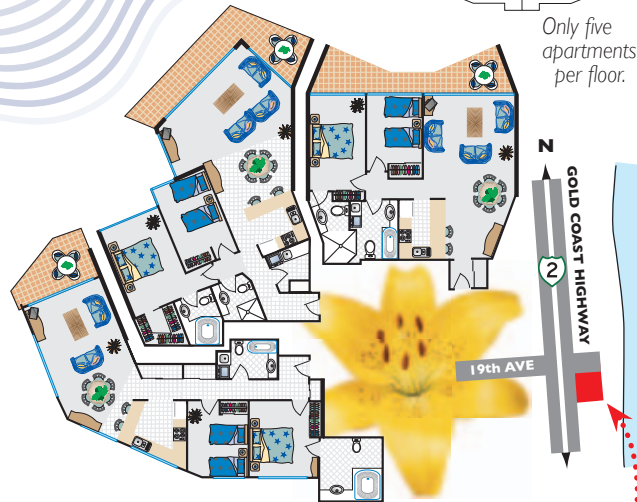 Only five
apartments
per floor.
N
GOLD COAST HIGHWAY
2
19th AVE